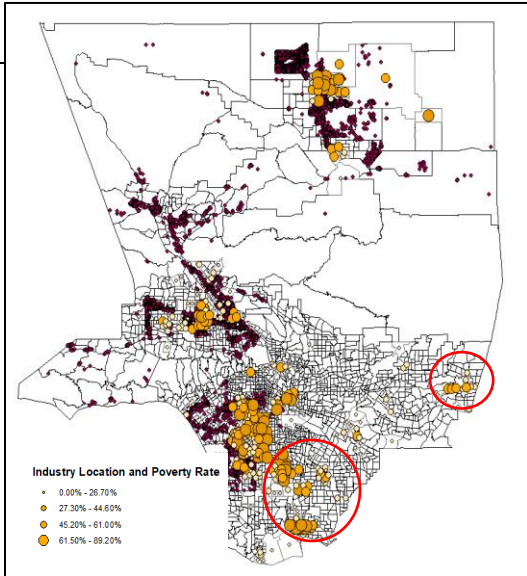 Industry Location and Poverty Rate
0.00% - 26.70%
27.30% - 44.60%
45.20% - 61.00%
61.50% - 89.20%